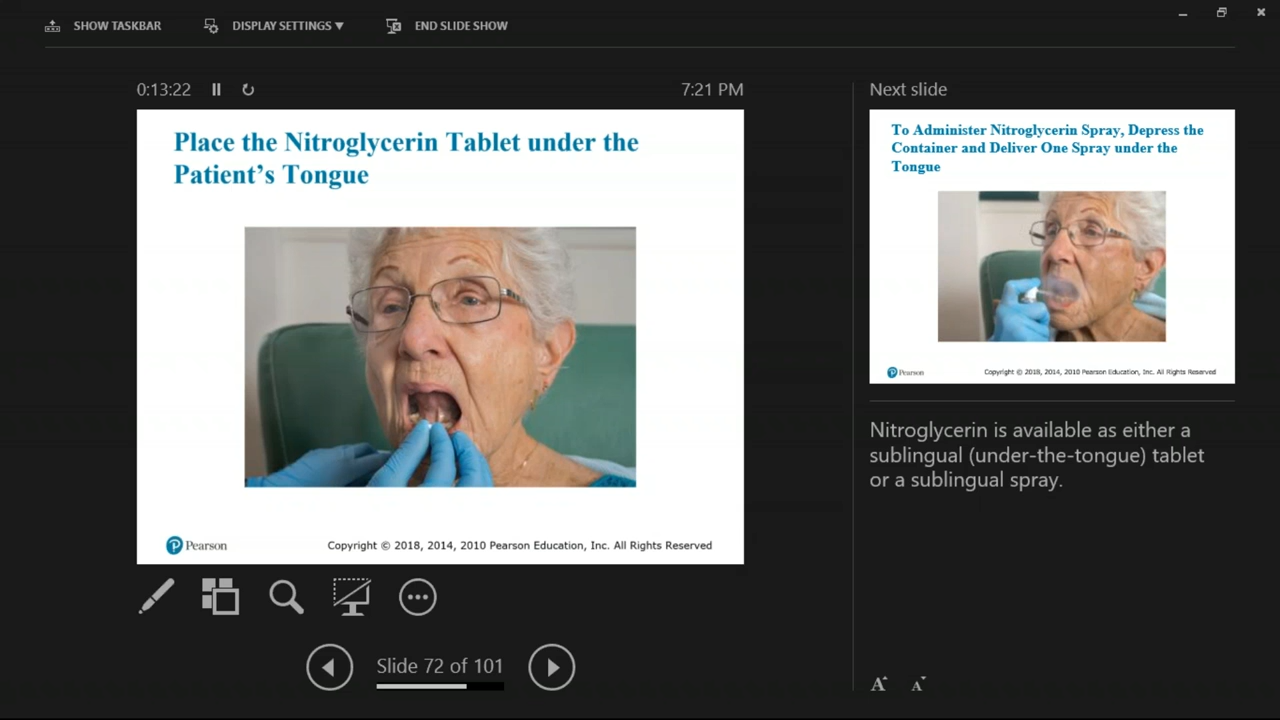 SHOW TASKBAR
DISPLAY SETTINGS ▼
END SLIDE SHOW
0:13:22
7:21 PM
Place the Nitroglycerin Tablet under the
Patient’s Tongue
Pearson
Copyright © 2018, 2014, 2010 Pearson Education, Inc. All Rights Reserved
Slide 72 of 101
Next slide
To Administer Nitroglycerin Spray, Depress the
Container and Deliver One Spray under the
Tongue
Pearson
Copyright © 2018, 2014, 2010 Pearson Education, Inc. All Rights Reserved
Nitroglycerin is available as either a
sublingual (under-the-tongue) tablet
or a sublingual spray.
A A